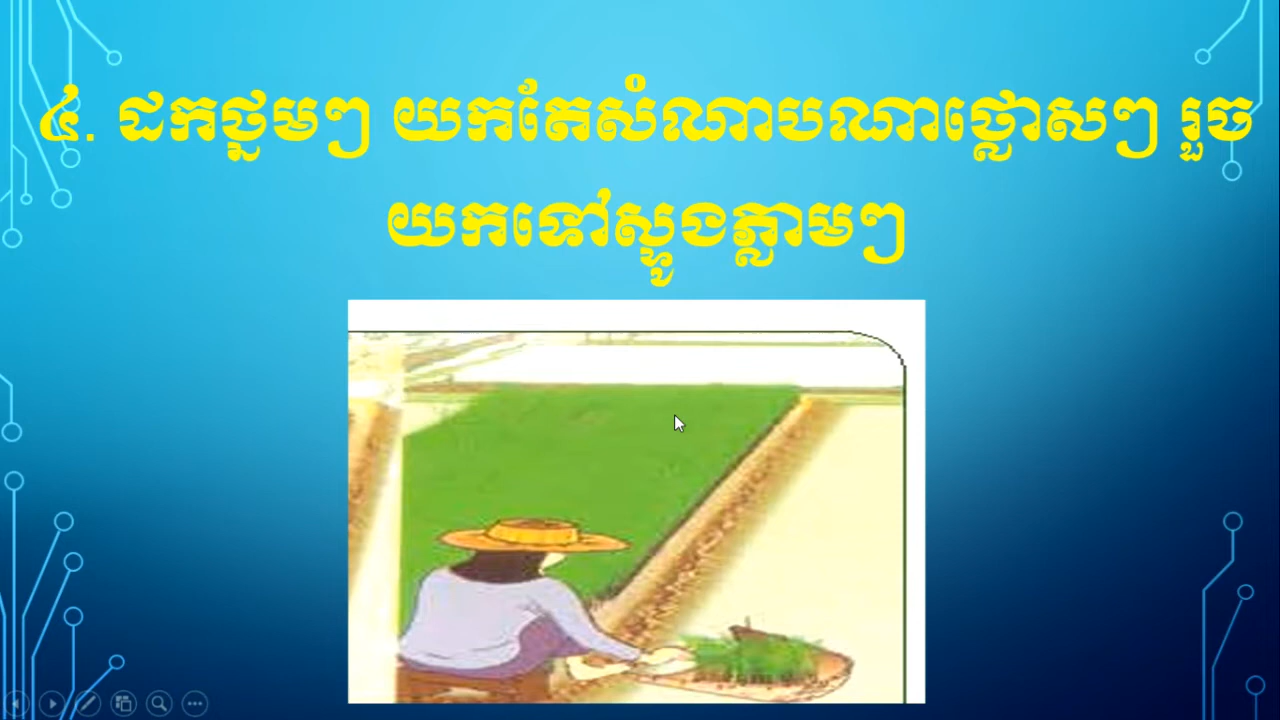 ៤. ដកថ្នមៗ យកតែសំណាបណាថ្លោសៗ រួច
យកទៅស្ទូងភ្លាមៗ